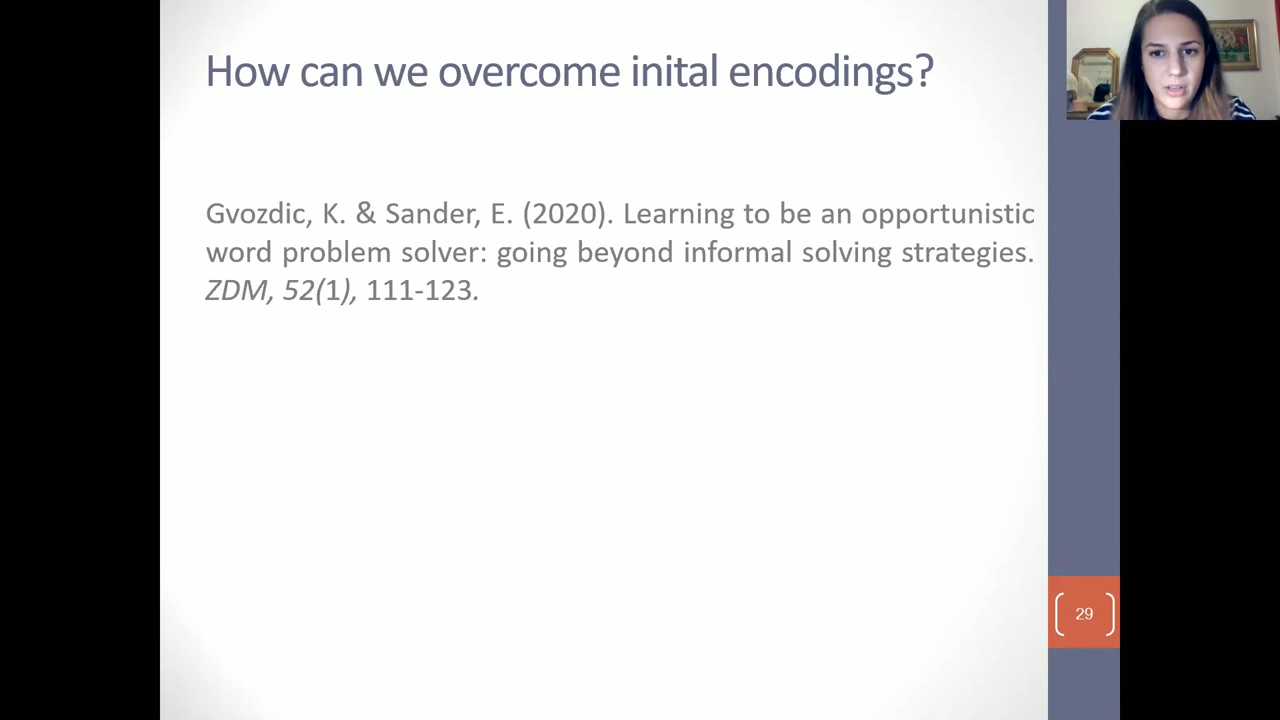 How can we overcome inital encodings?
Gvozdic, K. & Sander, E. (2020). Learning to be an opportunistic
word problem solver: going beyond informal solving strategies.
ZDM, 52(1), 111-123.
29